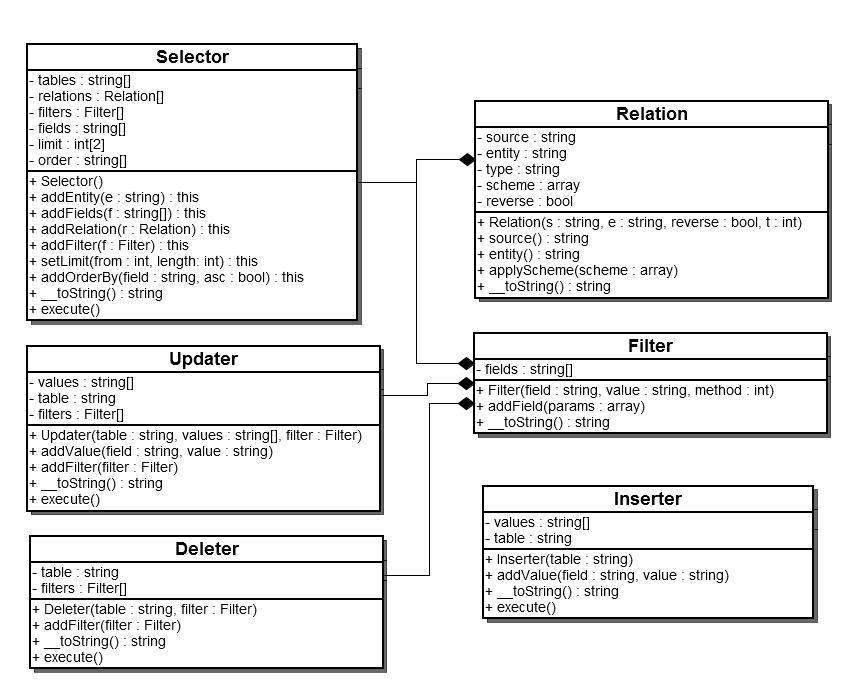 Selector
- tables : string[]
- relations : Relation[]
- filters : Filter[]
- fields : string[]
- limit : int[2]
- order : string[]
+ Selector()
+ addEntity(e : string) : this
+ addFields(f : string[]) : this
+ addRelation(r : Relation) : this
+ addFilter(f : Filter) : this
+ setLimit(from : int, length: int) : this
+ addOrderBy(field : string, asc : bool) : this
+ __toString() : string
+ execute()
Relation
- source : string
- entity : string
- type : string
- scheme : array
- reverse : bool
+ Relation(s : string, e : string, reverse : bool, t : int)
+ source() : string
+ entity() : string
+ applyScheme(scheme : array)
+ __toString() : string
Updater
- values : string[]
- table : string
- filters : Filter[]
+ Updater(table : string, values : string[], filter : Filter)
+ addValue(field : string, value : string)
+ addFilter(filter : Filter)
+ __toString() : string
+ execute()
Filter
- fields : string[]
+ Filter(field : string, value : string, method : int)
+ addField(params : array)
+ __toString() : string
Deleter
- table : string
- filters : Filter[]
+ Deleter(table : string, filter : Filter)
+ addFilter(filter : Filter)
+ __toString() : string
+ execute()
Inserter
- values : string[]
- table : string
+ Inserter(table : string)
+ addValue(field : string, value : string)
+ __toString() : string
+ execute()